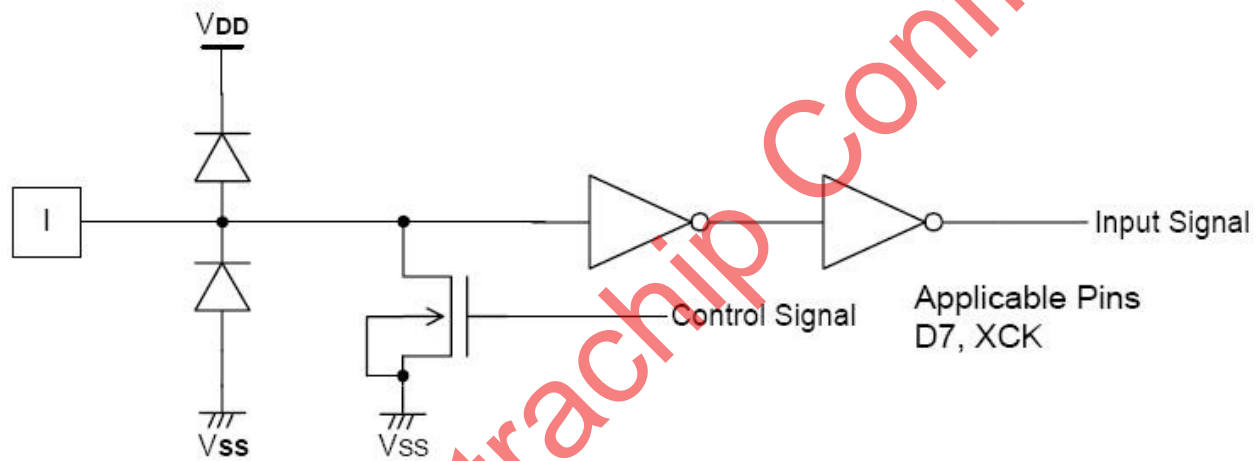 VDD
I
Input Signal
Control Signal
Applicable Pins
D7, XCK
VSS
VSS